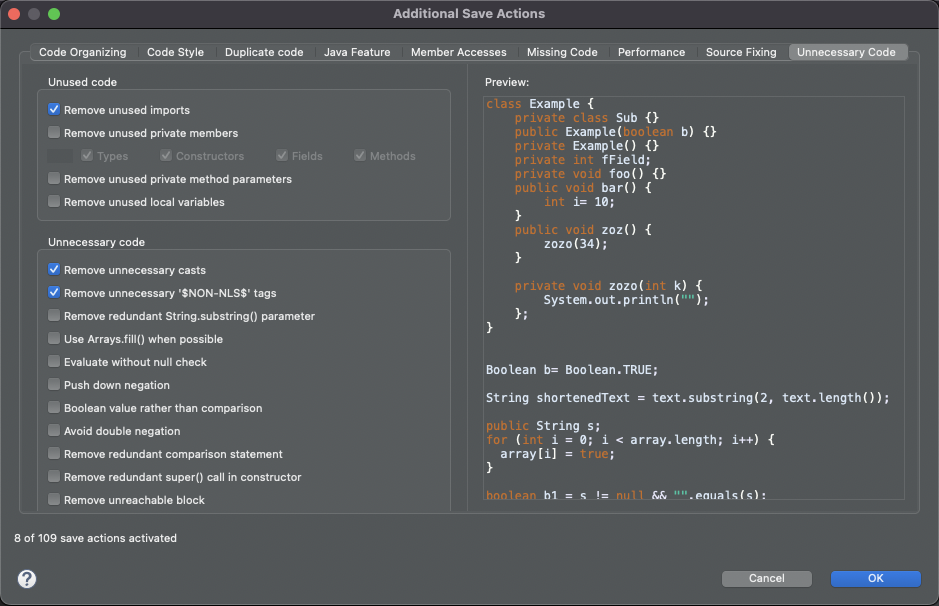 Additional Save Actions
Code Organizing Code Style Duplicate code Java Feature Member Accesses Missing Code Performance Source Fixing Unnecessary Code
Unused code
Remove unused imports
Remove unused private members
Types Constructors Fields Methods
Remove unused private method parameters
Remove unused local variables
Unnecessary code
Remove unnecessary casts
Remove unnecessary '$NON-NLS$' tags
Remove redundant String.substring() parameter
Use Arrays.fill() when possible
Evaluate without null check
Push down negation
Boolean value rather than comparison
Avoid double negation
Remove redundant comparison statement
Remove redundant super() call in constructor
Remove unreachable block
Preview:
class Example {
    private class Sub {}
    public Example(boolean b) {}
    private Example() {}
    private int fField;
    private void foo() {}
    public void bar() {
        int i= 10;
    }
    public void zoz() {
        zozo(34);
    }
    private void zozo(int k) {
        System.out.println("");
    };
}
Boolean b= Boolean.TRUE;
String shortenedText = text.substring(2, text.length());
public String s;
for (int i = 0; i < array.length; i++) {
  array[i] = true;
}
boolean b1 = s != null && "".equals(s);
8 of 109 save actions activated
?
Cancel OK